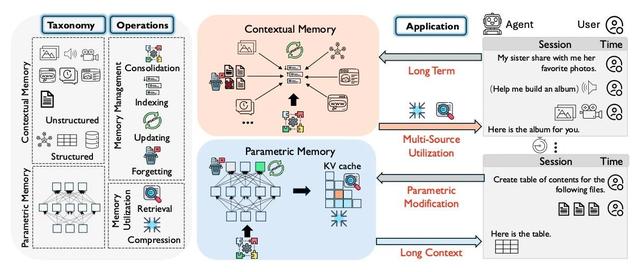 Taxonomy
Operations
Contextual Memory
Unstructured
Structured
Parametric Memory
Memory Management
Consolidation
Indexing
Updating
Forgetting
Memory
Utilization
Retrieval
Compression
Contextual Memory
Parametric Memory
KV cache
Application
Long Term
Multi-Source
Utilization
Parametric
Modification
Long Context
Agent
User
Session
Time
My sister share with me her
favorite photos.
(Help me build an album)
Here is the album for you.
Session
Time
Create table of contents for the
following files.
Here is the table.